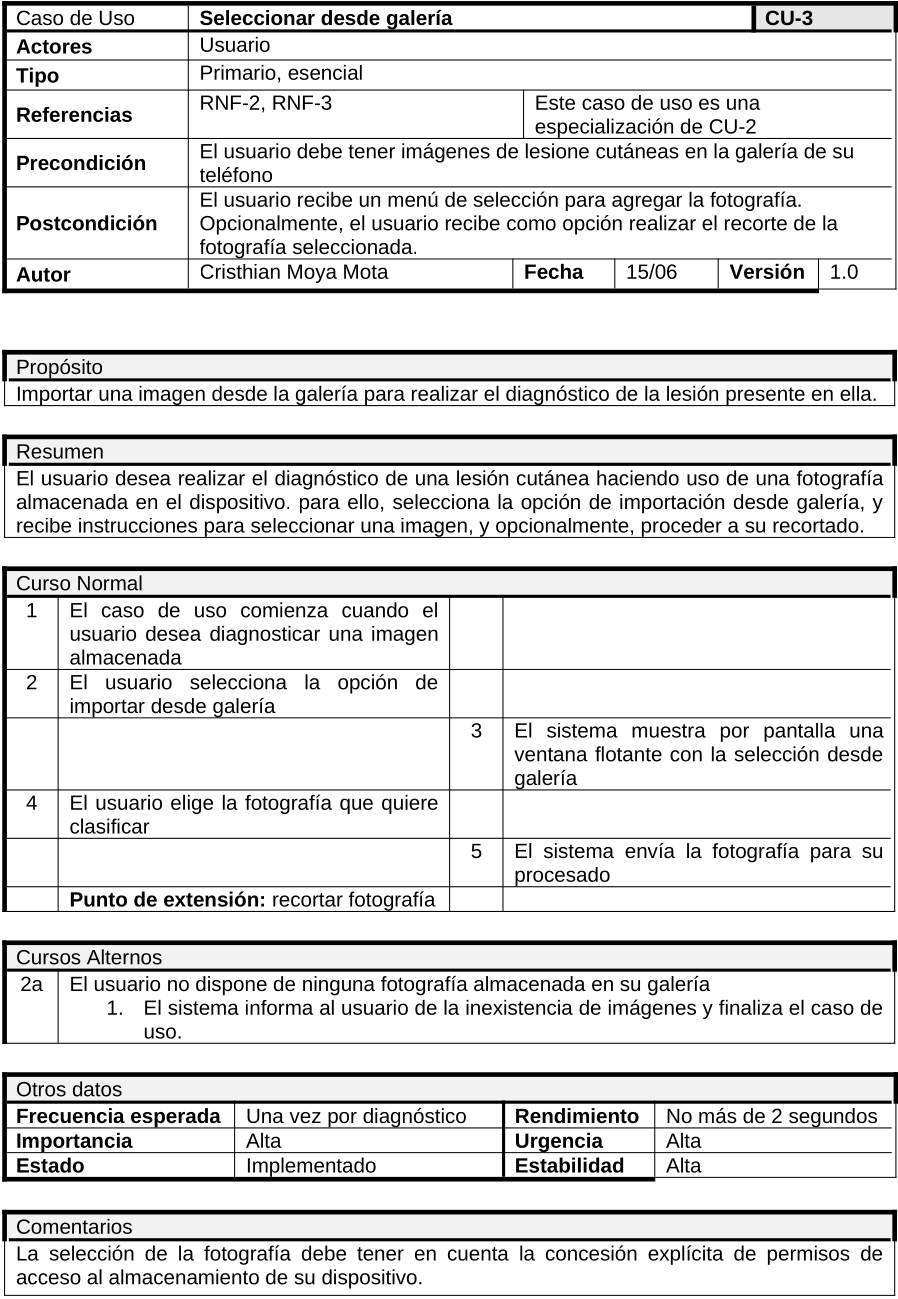 Caso de Uso Seleccionar desde galería CU-3
Actores Usuario
Tipo Primario, esencial
Referencias RNF-2, RNF-3 Este caso de uso es una
especialización de CU-2
Precondición El usuario debe tener imágenes de lesione cutáneas en la galería de su
teléfono
Postcondición El usuario recibe un menú de selección para agregar la fotografía.
Opcionalmente, el usuario recibe como opción realizar el recorte de la
fotografía seleccionada.
Autor Cristhian Moya Mota Fecha 15/06 Versión 1.0
Propósito
Importar una imagen desde la galería para realizar el diagnóstico de la lesión presente en ella.
Resumen
El usuario desea realizar el diagnóstico de una lesión cutánea haciendo uso de una fotografía
almacenada en el dispositivo. para ello, selecciona la opción de importación desde galería, y
recibe instrucciones para seleccionar una imagen, y opcionalmente, proceder a su recortado.
Curso Normal
1 El caso de uso comienza cuando el
usuario desea diagnosticar una imagen
almacenada
2 El usuario selecciona la opción de
importar desde galería
3 El sistema muestra por pantalla una
ventana flotante con la selección desde
galería
4 El usuario elige la fotografía que quiere
clasificar
5 El sistema envía la fotografía para su
procesado
Punto de extensión: recortar fotografía
Cursos Alternos
2a El usuario no dispone de ninguna fotografía almacenada en su galería
1. El sistema informa al usuario de la inexistencia de imágenes y finaliza el caso de
uso.
Otros datos
Frecuencia esperada Una vez por diagnóstico Rendimiento No más de 2 segundos
Importancia Alta Urgencia Alta
Estado Implementado Estabilidad Alta
Comentarios
La selección de la fotografía debe tener en cuenta la concesión explícita de permisos de
acceso al almacenamiento de su dispositivo.